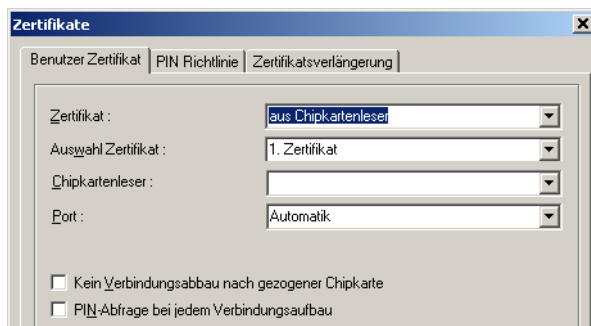 Zertifikate
Benutzer Zertifikat PIN Richtlinie Zertifikatsverlängerung
Zertifikat : aus Chipkartenleser
Auswahl Zertifikat : 1. Zertifikat
Chipkartenleser :
Port : Automatik
Kein Verbindungsabbau nach gezogener Chipkarte
PIN-Abfrage bei jedem Verbindungsaufbau